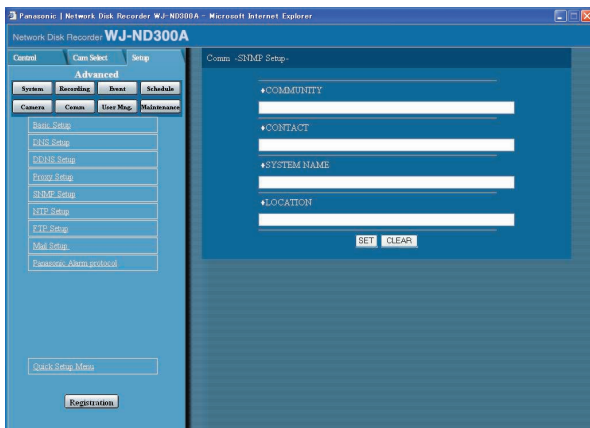 Panasonic | Network Disk Recorder WJ-ND300A - Microsoft Internet Explorer
Network Disk Recorder WJ-ND300A
Control Cam Select Setup
Advanced
System Recording Event Schedule
Camera Comm User Mng. Maintenance
Basic Setup
DNS Setup
DDNS Setup
Proxy Setup
SNMP Setup
NTP Setup
FTP Setup
Mail Setup
Panasonic Alarm protocol
Quick Setup Menu
Registration
Comm -SNMP Setup-
♦COMMUNITY
♦CONTACT
♦SYSTEM NAME
♦LOCATION
SET CLEAR